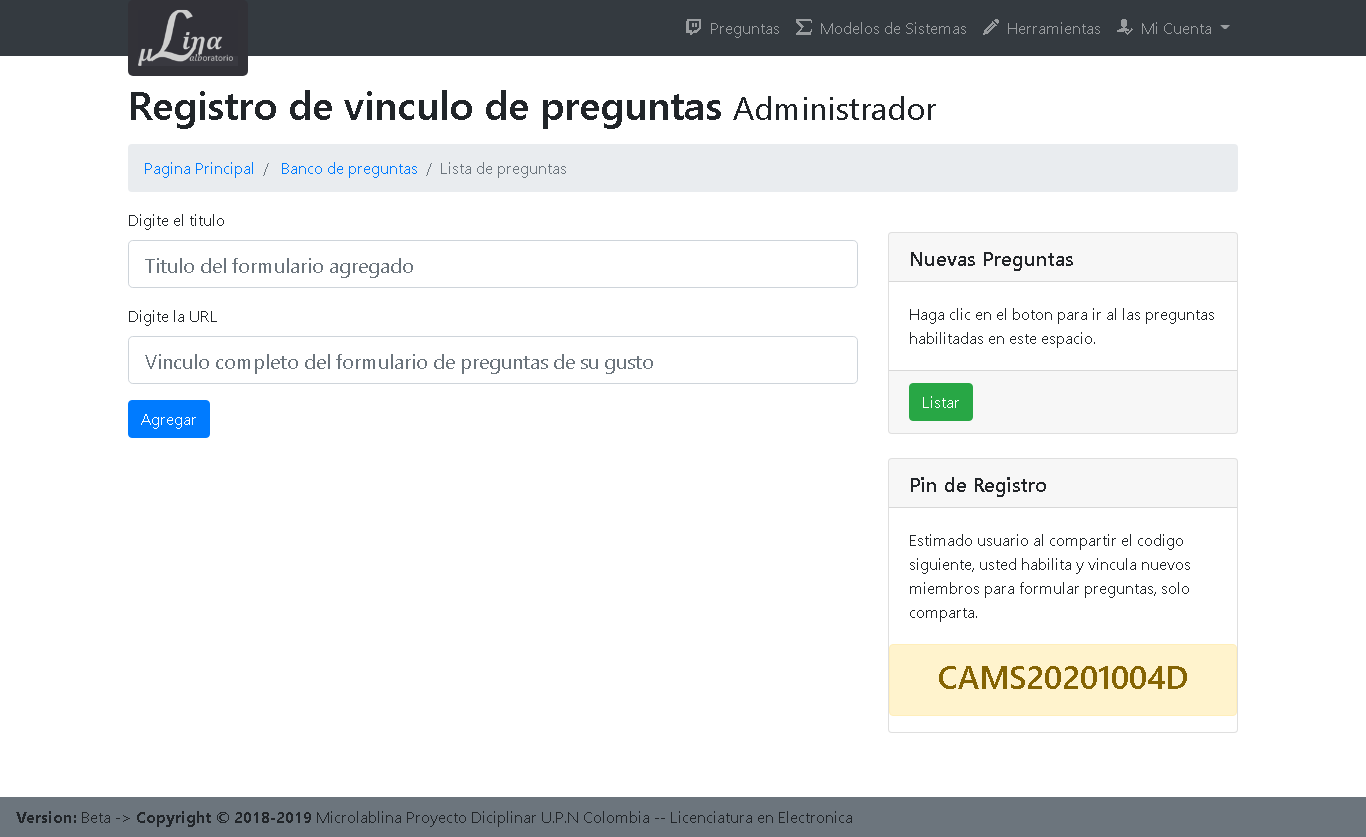 µLina
alboratorio
Preguntas
Modelos de Sistemas
Herramientas
Mi Cuenta
Registro de vinculo de preguntas Administrador
Pagina Principal / Banco de preguntas / Lista de preguntas
Digite el titulo
Titulo del formulario agregado
Digite la URL
Vinculo completo del formulario de preguntas de su gusto
Agregar
Nuevas Preguntas
Haga clic en el boton para ir al las preguntas
habilitadas en este espacio.
Listar
Pin de Registro
Estimado usuario al compartir el codigo
siguiente, usted habilita y vincula nuevos
miembros para formular preguntas, solo
comparta.
CAMS20201004D
Version: Beta -> Copyright © 2018-2019 Microlablina Proyecto Diciplinar U.P.N Colombia -- Licenciatura en Electronica